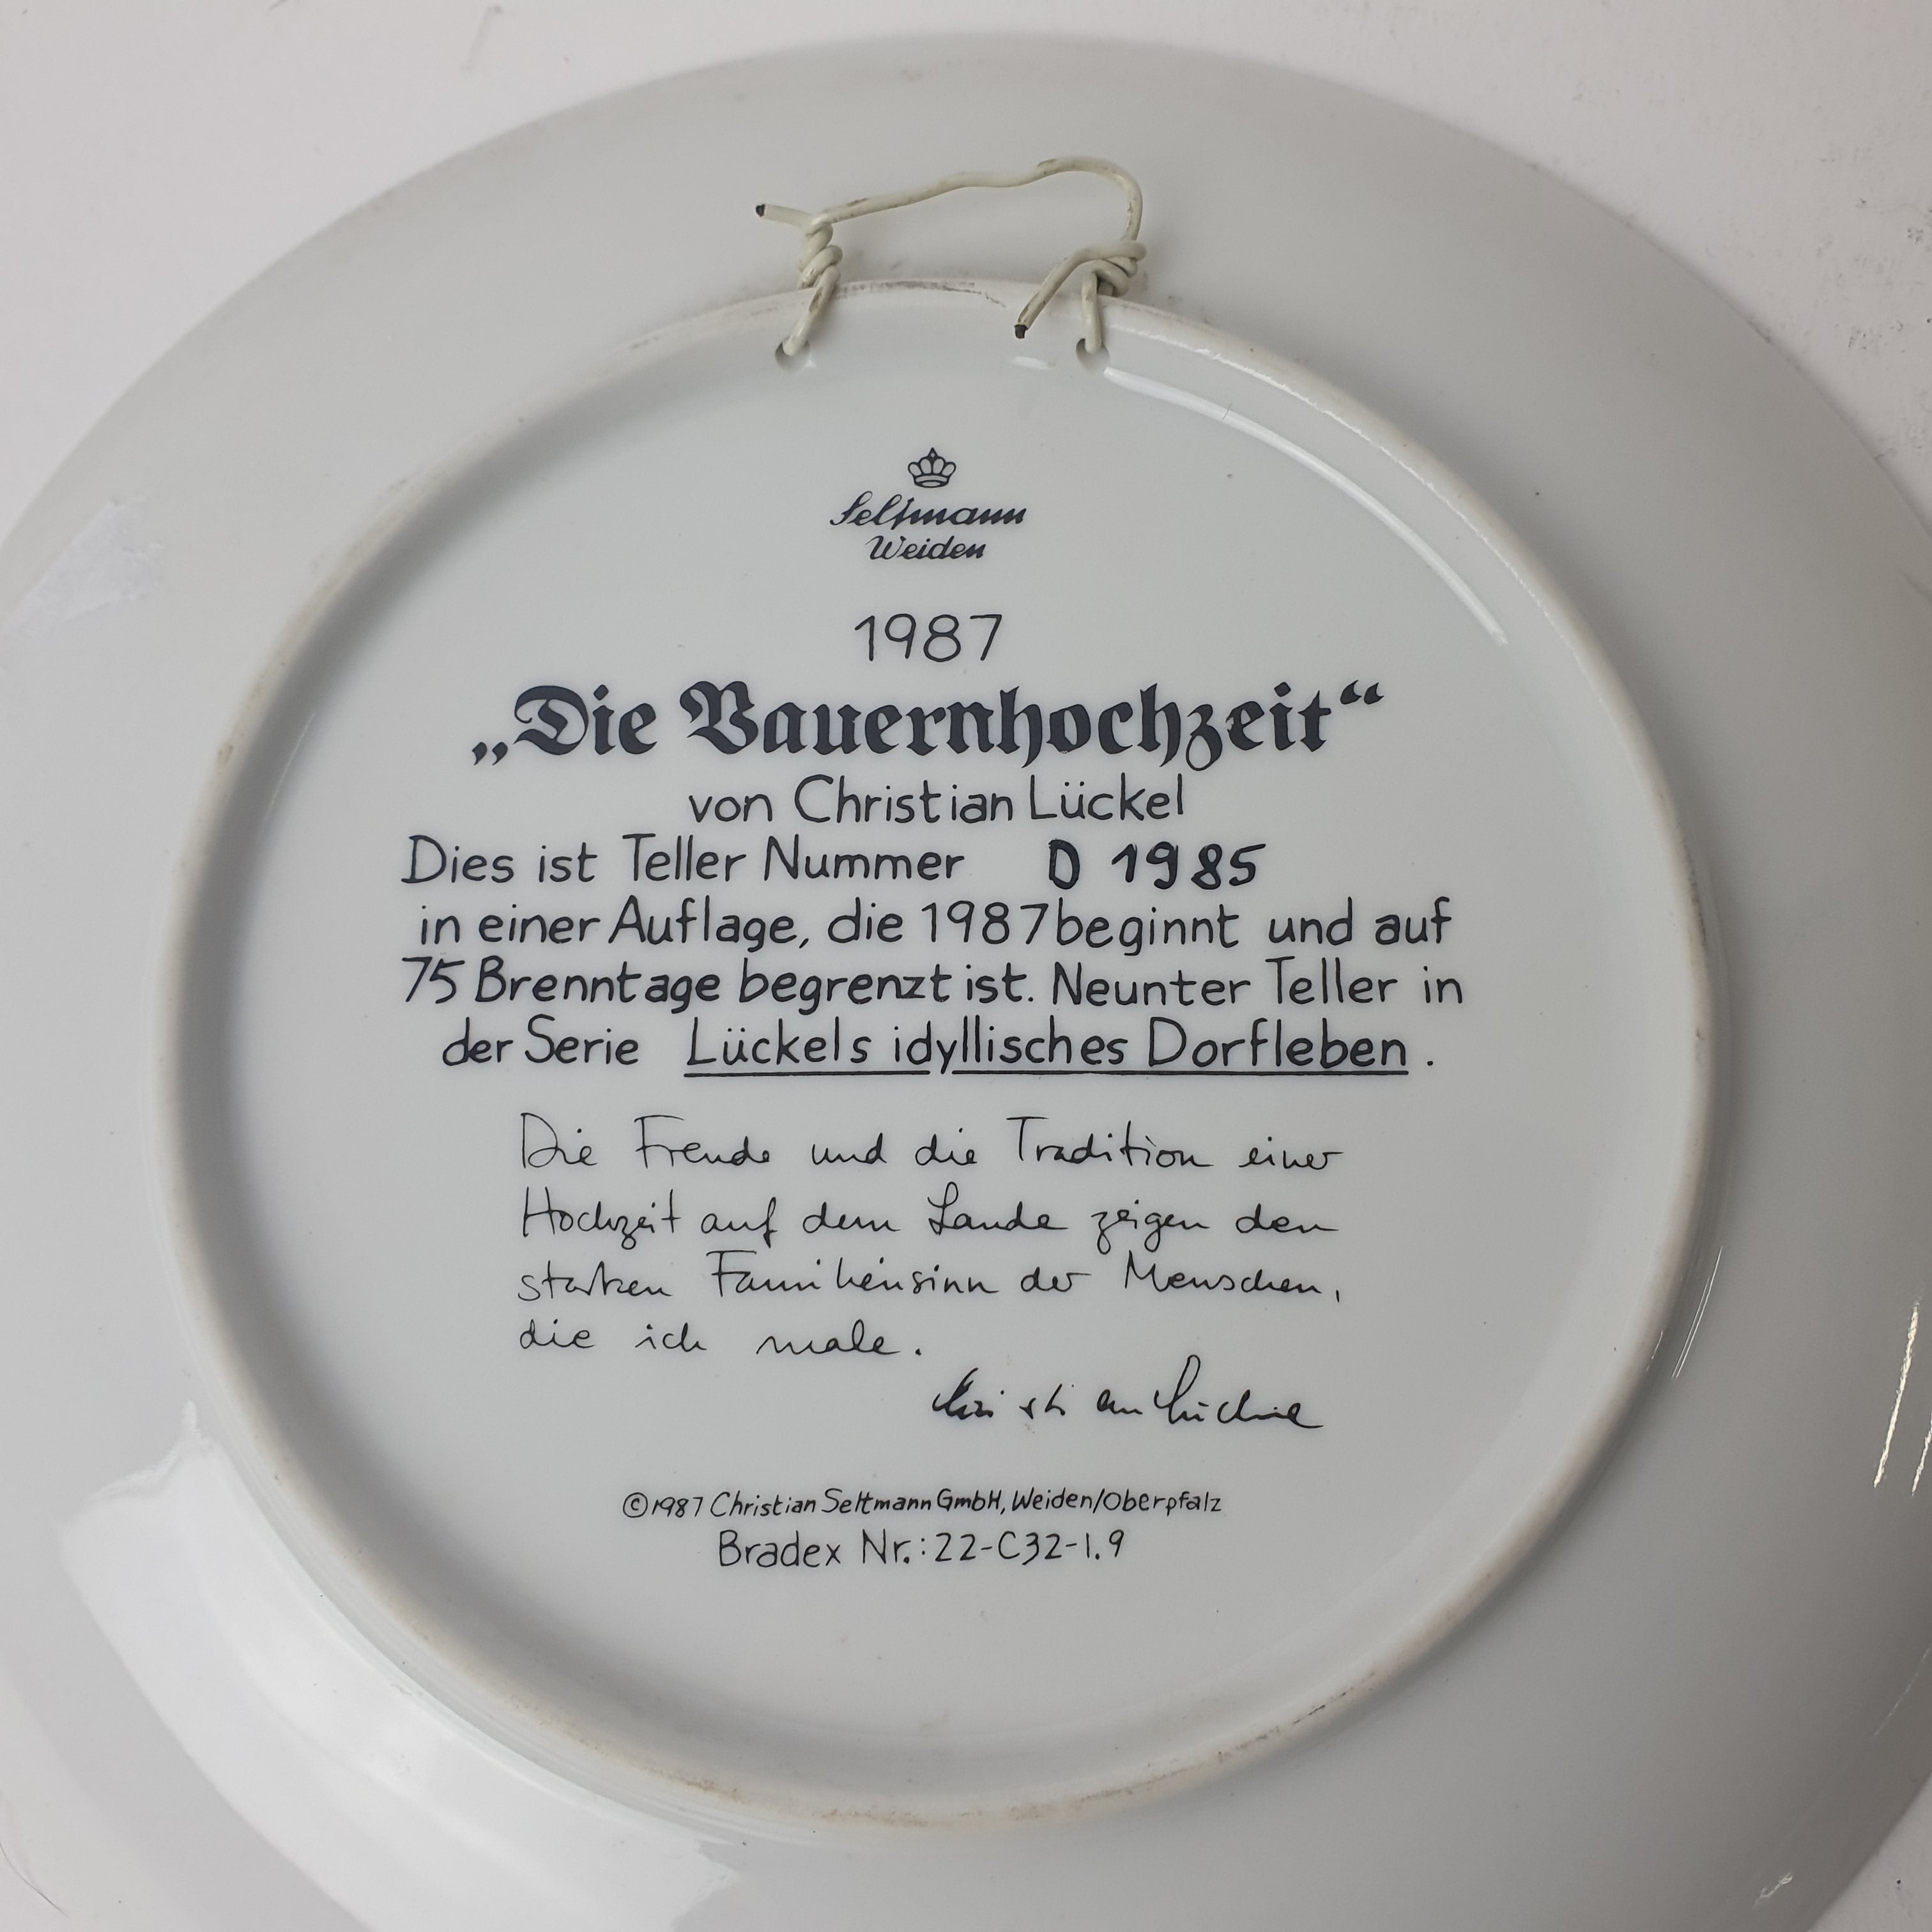 Seltmann
Weiden
1987
„Die Bauernhochzeit“
von Christian Lückel
Dies ist Teller Nummer D 1985
in einer Auflage, die 1987 beginnt und auf
75 Brenntage begrenzt ist. Neunter Teller in
der Serie Lückels idyllisches Dorfleben.
Die Freude und die Tradition einer
Hochzeit auf dem Lande zeigen den
starken Familiensinn der Menschen,
die ich male.
Christian Lückel
©1987 Christian Seltmann GmbH, Weiden/Oberpfalz
Bradex Nr.: 22-C32-1.9